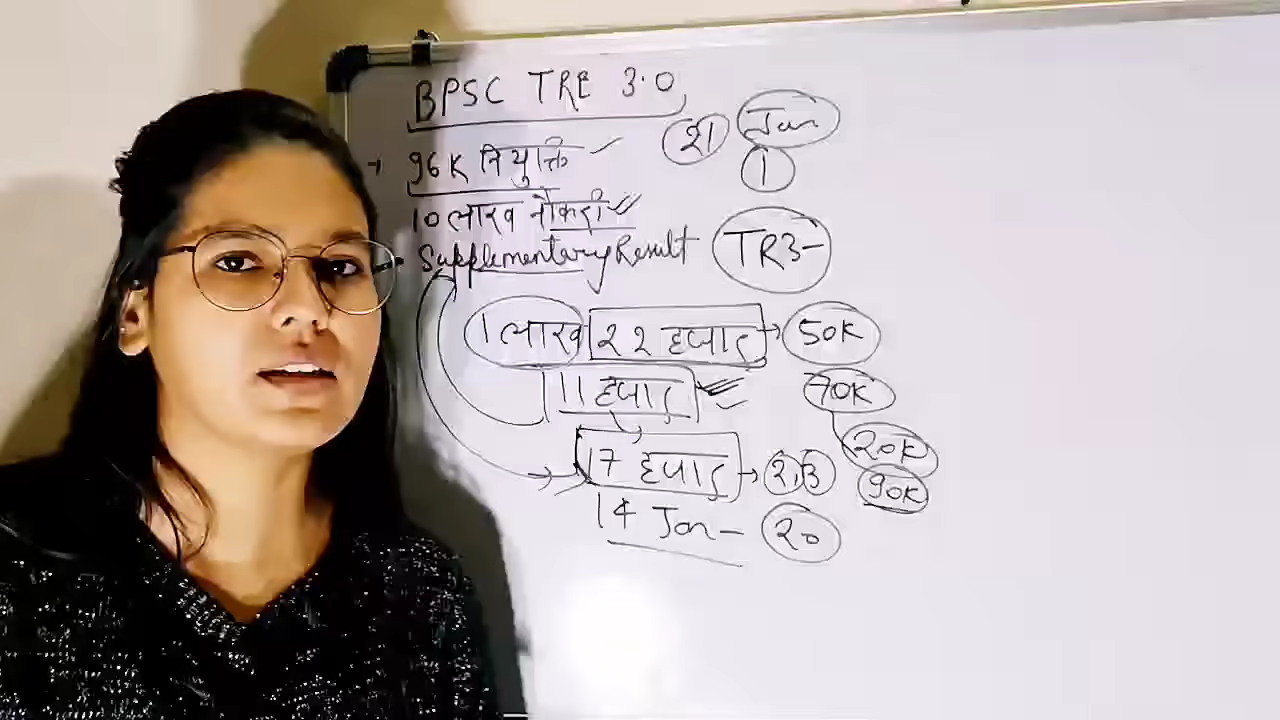 BPSC TRE 3.0
21 Jan
1
96K नियुक्ति
10 लाख नौकरी
Supplementary Result
TR3-
1 लाख 22 हजार → 50K
11 हजार
70K
20K
17 हजार → 2,3
90K
14 Jan - 20